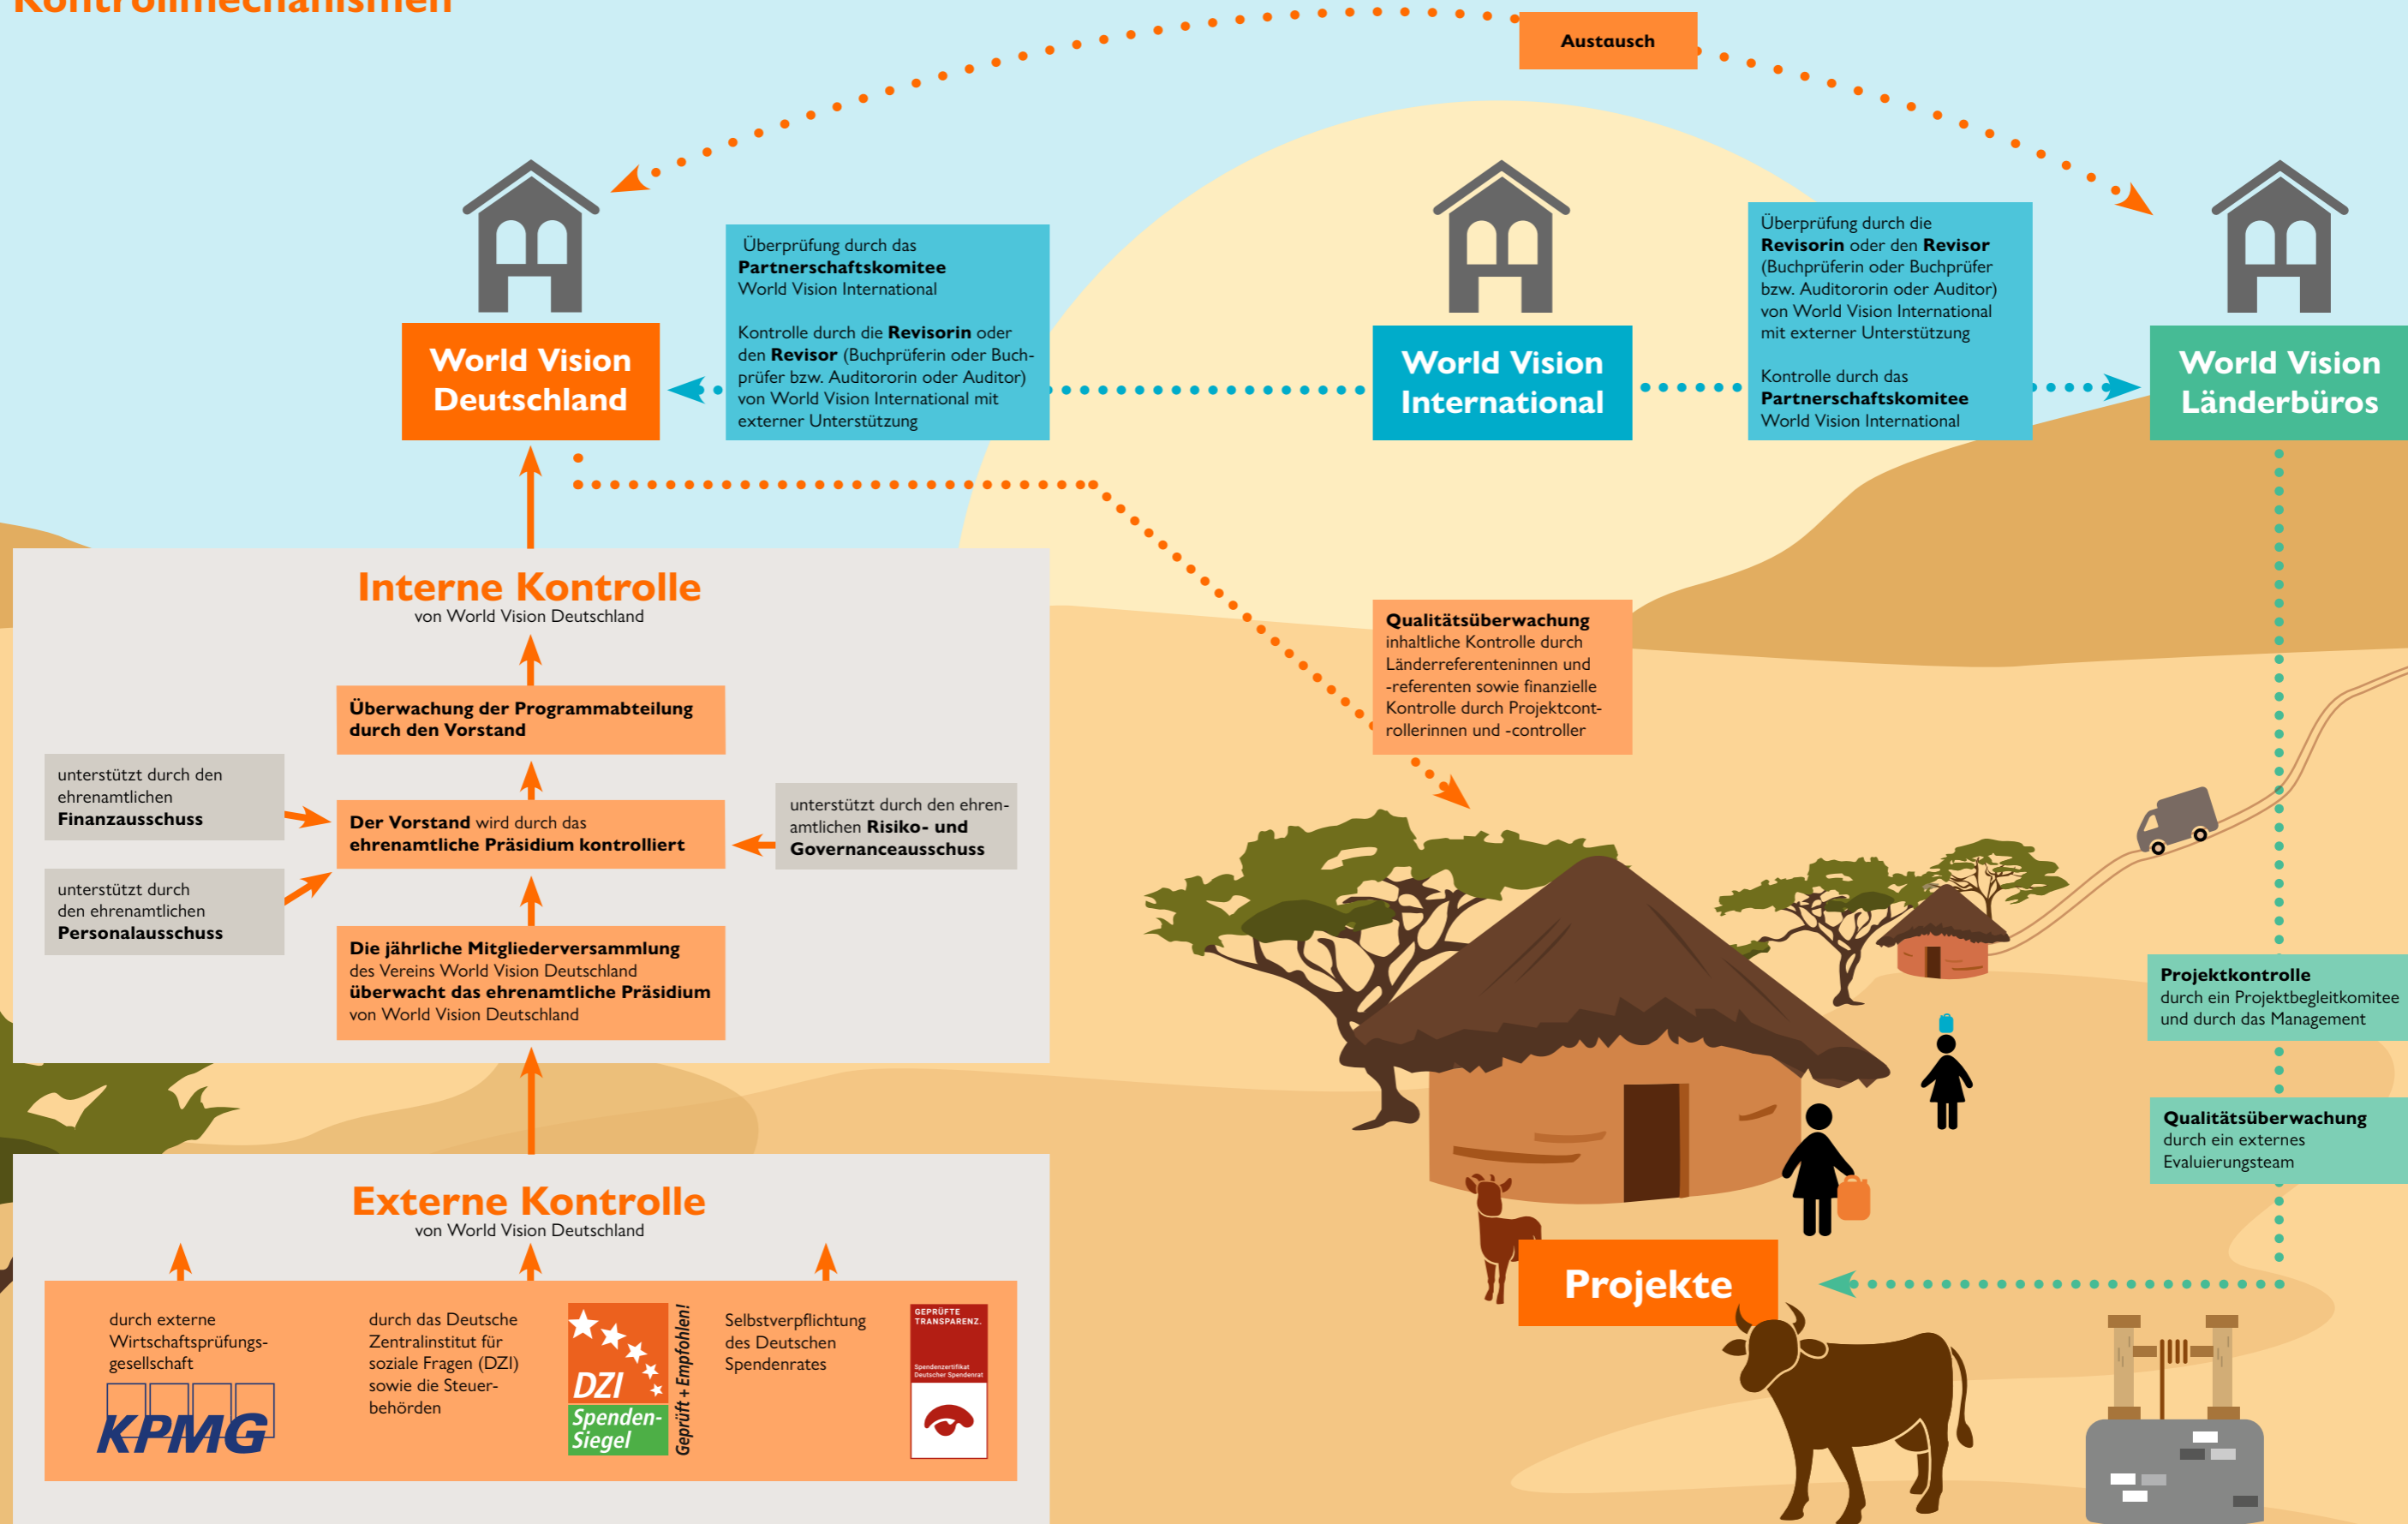 Kontrollmechanismen
Austausch
World Vision
Deutschland
Überprüfung durch das
Partnerschaftskomitee
World Vision International
Kontrolle durch die Revisorin oder
den Revisor (Buchprüferin oder Buch-
prüfer bzw. Auditororin oder Auditor)
von World Vision International mit
externer Unterstützung
World Vision
International
Überprüfung durch die
Revisorin oder den Revisor
(Buchprüferin oder Buchprüfer
bzw. Auditororin oder Auditor)
von World Vision International
mit externer Unterstützung
Kontrolle durch das
Partnerschaftskomitee
World Vision International
World Vision
Länderbüros
Interne Kontrolle
von World Vision Deutschland
Überwachung der Programmabteilung
durch den Vorstand
unterstützt durch den
ehrenamtlichen
Finanzausschuss
Der Vorstand wird durch das
ehrenamtliche Präsidium kontrolliert
unterstützt durch den ehren-
amtlichen Risiko- und
Governanceausschuss
unterstützt durch
den ehrenamtlichen
Personalausschuss
Die jährliche Mitgliederversammlung
des Vereins World Vision Deutschland
überwacht das ehrenamtliche Präsidium
von World Vision Deutschland
Qualitätsüberwachung
inhaltliche Kontrolle durch
Länderreferenteninnen und
-referenten sowie finanzielle
Kontrolle durch Projektcont-
rollerinnen und -controller
Projektkontrolle
durch ein Projektbegleitkomitee
und durch das Management
Qualitätsüberwachung
durch ein externes
Evaluierungsteam
Projekte
Externe Kontrolle
von World Vision Deutschland
durch externe
Wirtschaftsprüfungs-
gesellschaft
KPMG
durch das Deutsche
Zentralinstitut für
soziale Fragen (DZI)
sowie die Steuer-
behörden
DZI
Spenden-
Siegel
Geprüft + Empfohlen!
Selbstverpflichtung
des Deutschen
Spendenrates
GEPRÜFTE
TRANSPARENZ.
Spendenzertifikat
Deutscher Spendenrat